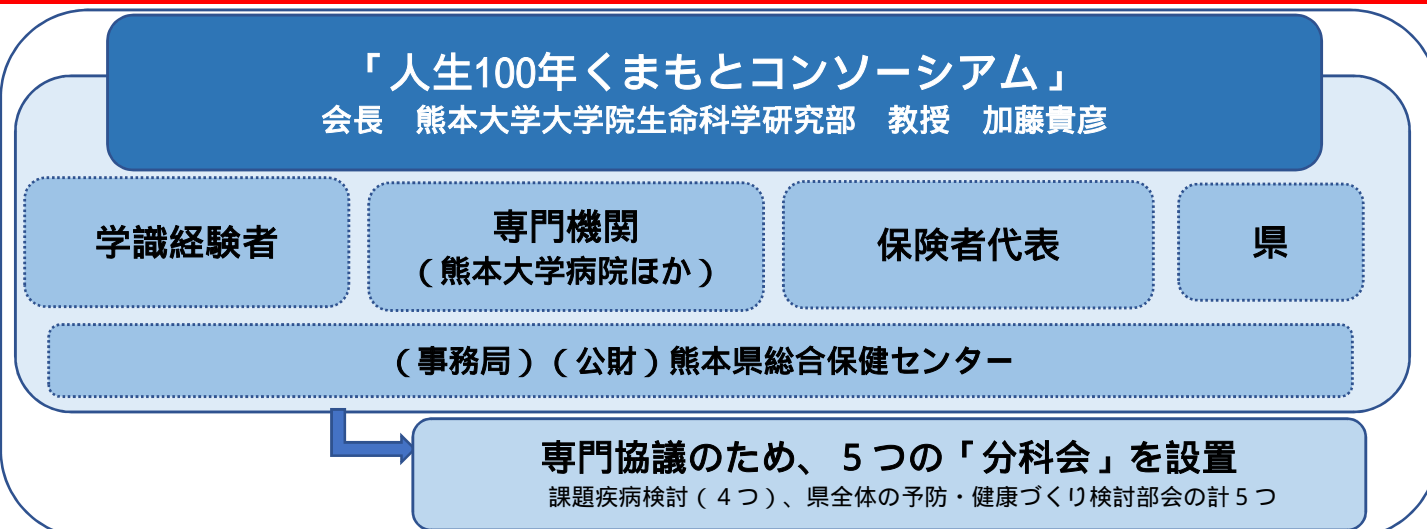 「人生100年くまもとコンソーシアム」
会長　熊本大学大学院生命科学研究部　教授　加藤貴彦
学識経験者
専門機関
（熊本大学病院ほか）
保険者代表
県
（事務局）（公財）熊本県総合保健センター
専門協議のため、５つの「分科会」を設置
課題疾病検討（４つ）、県全体の予防・健康づくり検討部会の計５つ